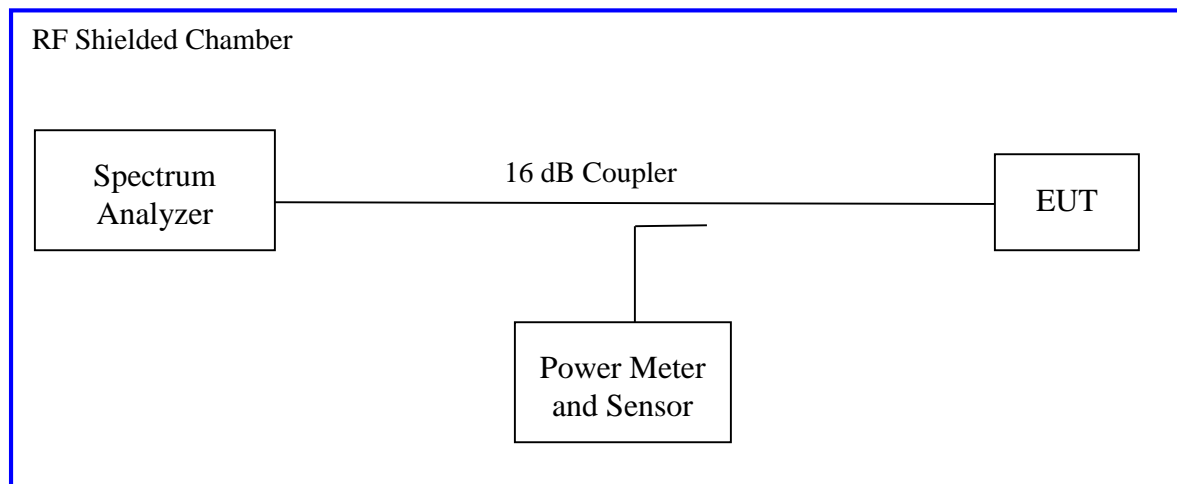 RF Shielded Chamber
Spectrum
Analyzer
16 dB Coupler
EUT
Power Meter
and Sensor